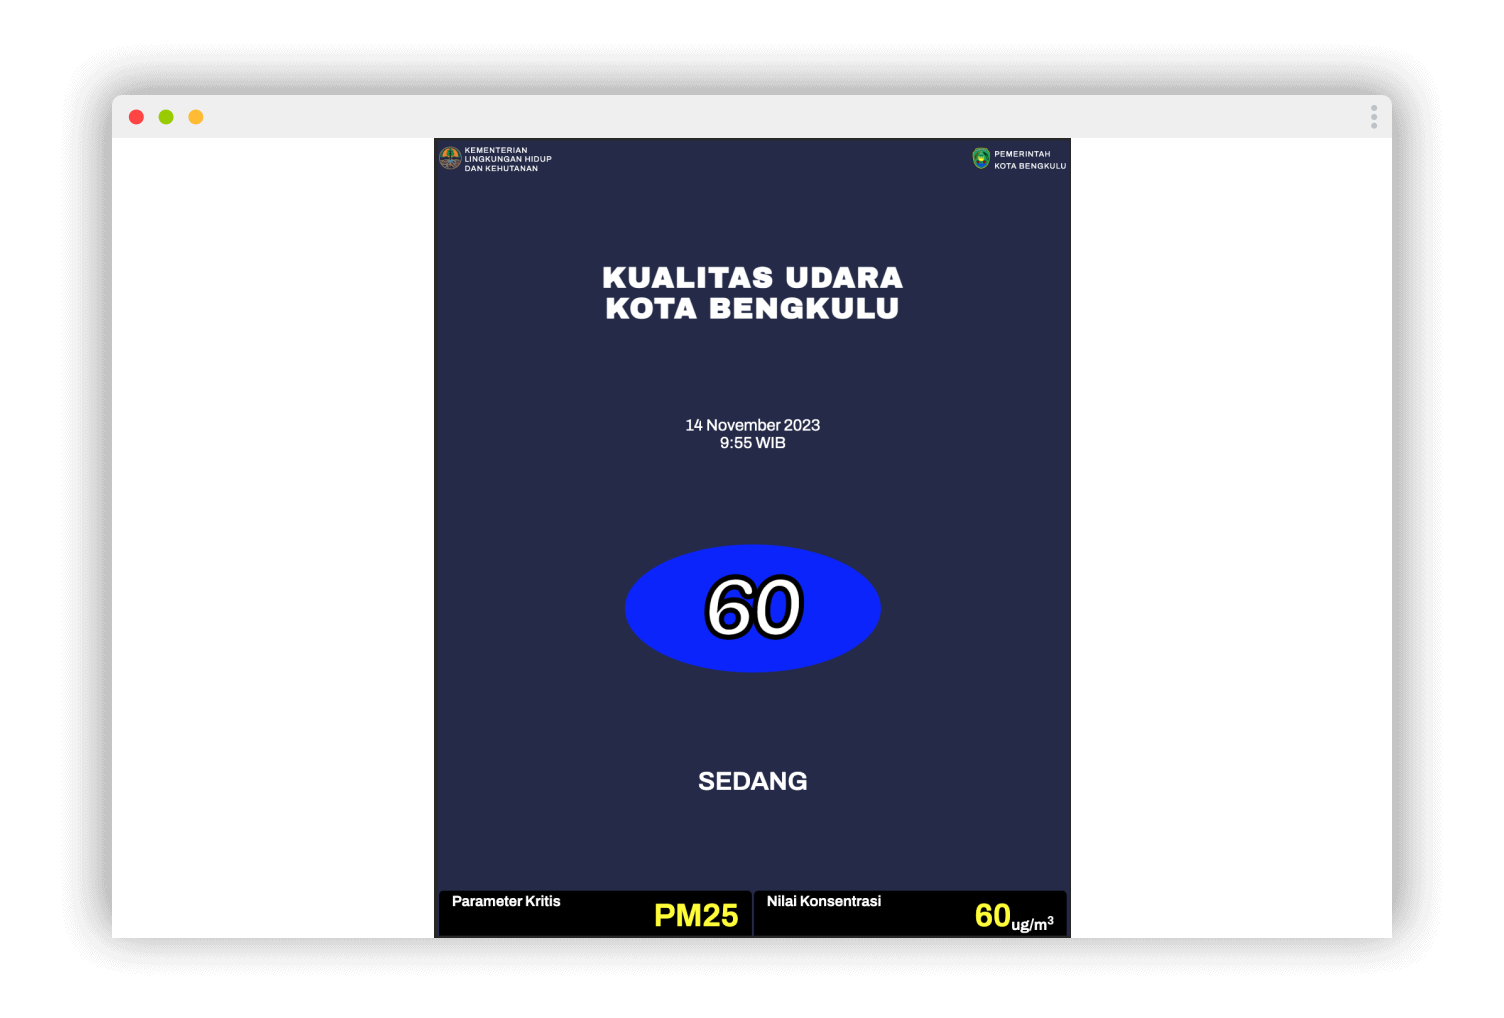 KEMENTERIAN
LINGKUNGAN HIDUP
DAN KEHUTANAN
PEMERINTAH
KOTA BENGKULU
KUALITAS UDARA
KOTA BENGKULU
14 November 2023
9:55 WIB
60
SEDANG
Parameter Kritis
PM25
Nilai Konsentrasi
60 ug/m³